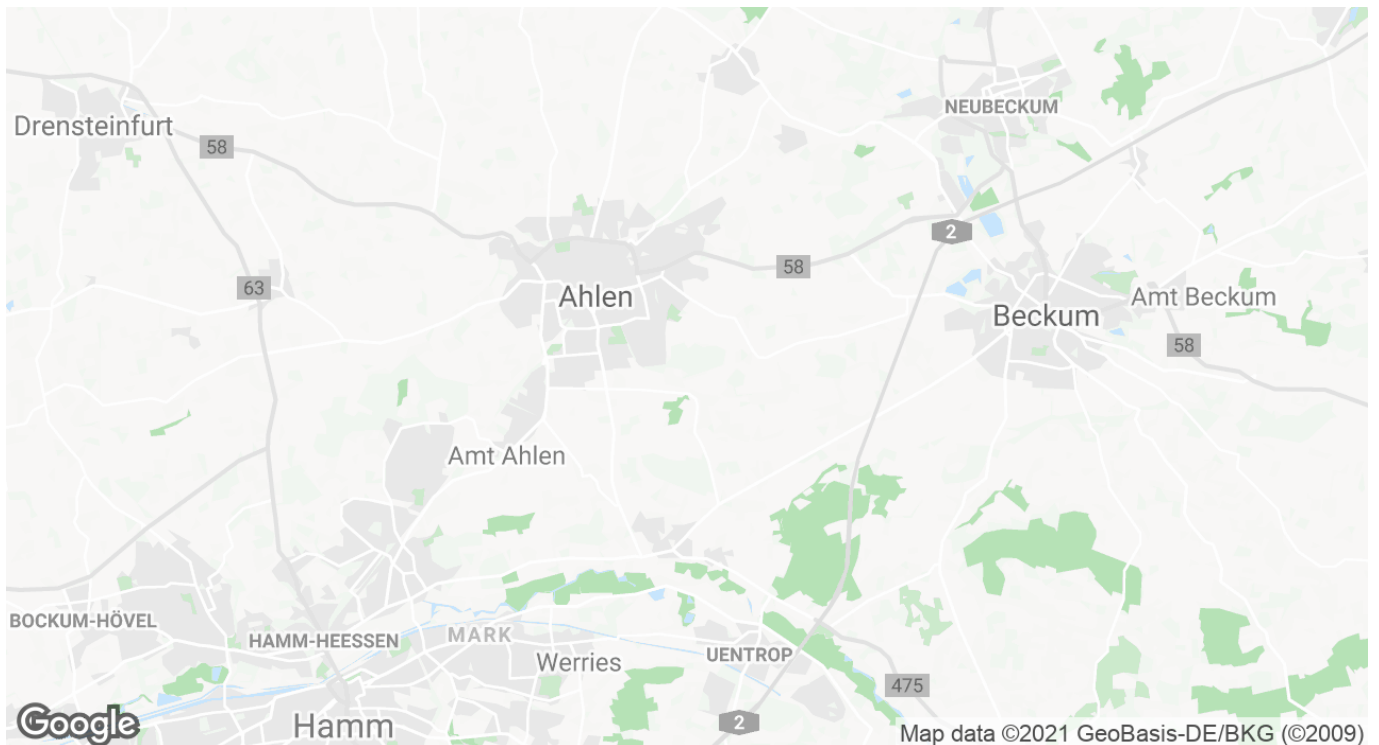 NEUBECKUM
Drensteinfurt
58
2
58
63
Ahlen
Amt Beckum
Beckum
58
Amt Ahlen
BOCKUM-HÖVEL
HAMM-HEESSEN
MARK
Werries
UENTROP
475
Hamm
2
Google
Map data ©2021 GeoBasis-DE/BKG (©2009)